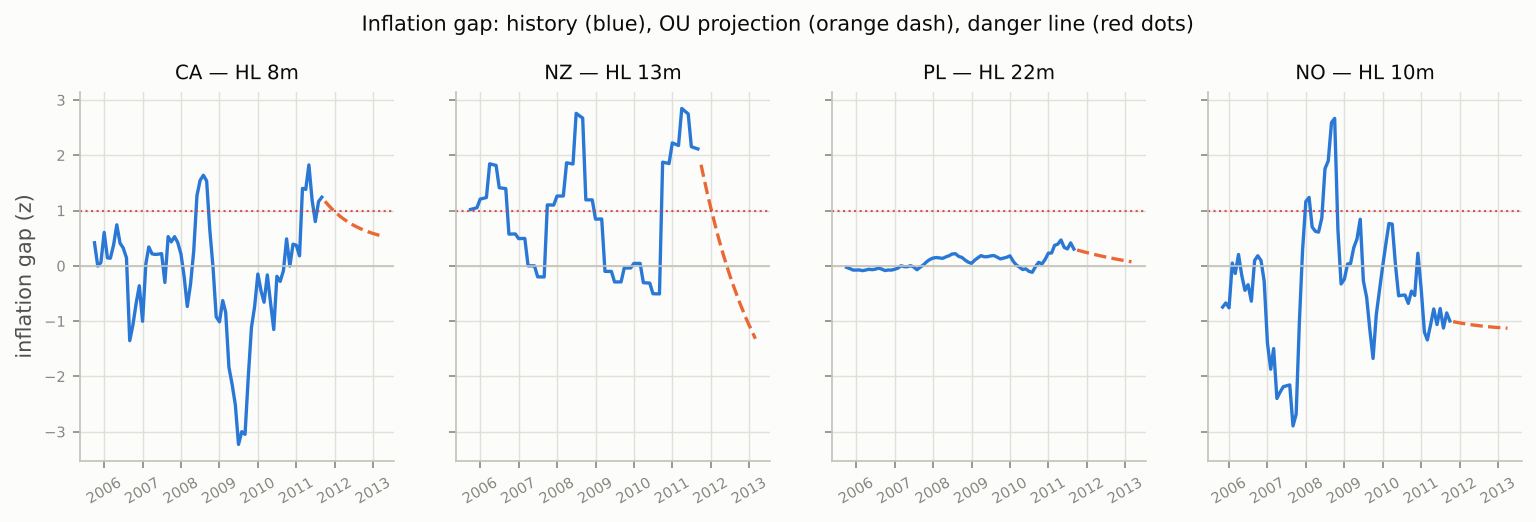 Inflation gap: history (blue), OU projection (orange dash), danger line (red dots)
CA — HL 8m
NZ — HL 13m
PL — HL 22m
NO — HL 10m
inflation gap (z)
3
2
1
0
−1
−2
−3
2006 2007 2008 2009 2010 2011 2012 2013
2006 2007 2008 2009 2010 2011 2012 2013
2006 2007 2008 2009 2010 2011 2012 2013
2006 2007 2008 2009 2010 2011 2012 2013